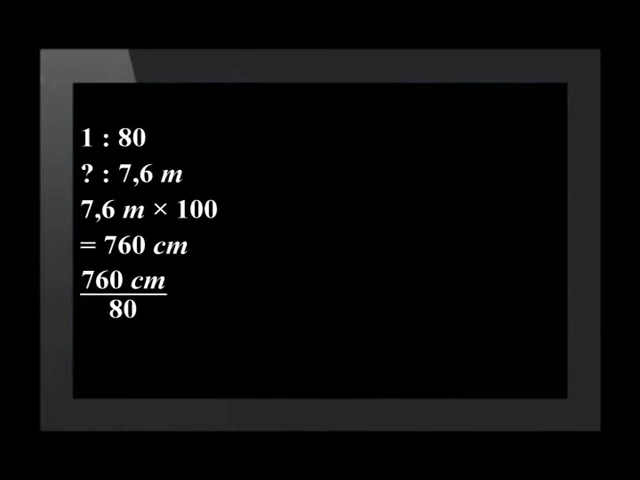 1 : 80
? : 7,6 m
7,6 m × 100
= 760 cm
760 cm
80